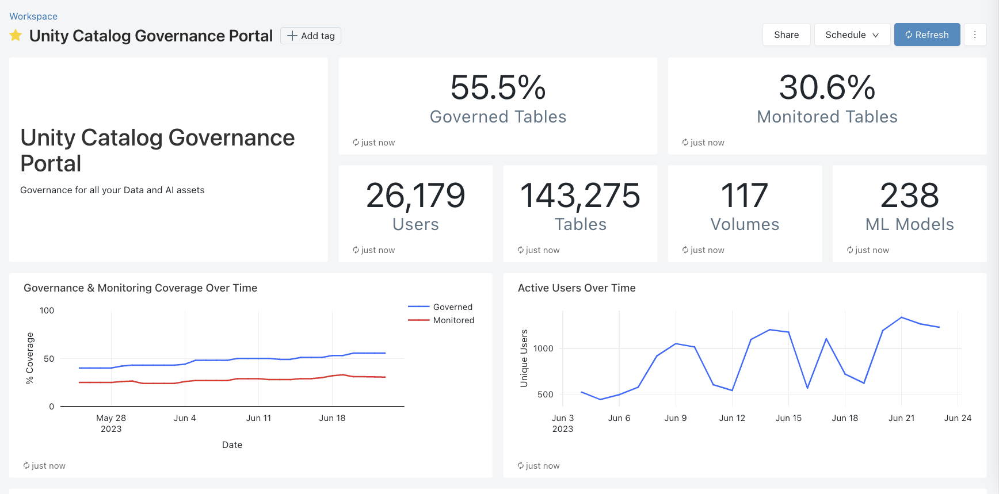 Workspace
Unity Catalog Governance Portal
Add tag
Share
Schedule
Refresh
Unity Catalog Governance
Portal
Governance for all your Data and AI assets
55.5%
Governed Tables
just now
30.6%
Monitored Tables
just now
26,179
Users
just now
143,275
Tables
just now
117
Volumes
just now
238
ML Models
just now
Governance & Monitoring Coverage Over Time
Governed
Monitored
% Coverage
100
50
0
May 28
2023
Jun 4
Jun 11
Jun 18
Date
just now
Active Users Over Time
Unique Users
1000
500
Jun 3
2023
Jun 6
Jun 9
Jun 12
Jun 15
Jun 18
Jun 21
Jun 24
just now